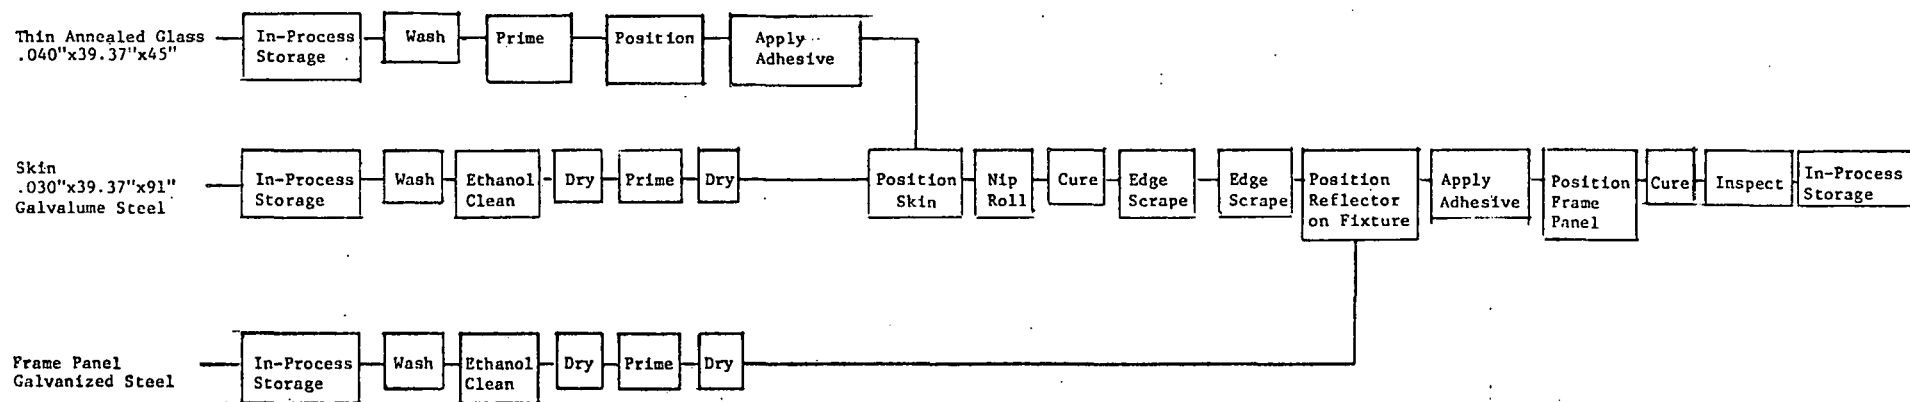 Thin Annealed Glass
.040"x39.37"x45"
In-Process
Storage
Wash
Prime
Position
Apply
Adhesive
Skin
.030"x39.37"x91"
Galvalume Steel
In-Process
Storage
Wash
Ethanol
Clean
Dry
Prime
Dry
Position
Skin
Nip
Roll
Cure
Edge
Scrape
Edge
Scrape
Position
Reflector
on Fixture
Apply
Adhesive
Position
Frame
Panel
Cure
Inspect
In-Process
Storage
Frame Panel
Galvanized Steel
In-Process
Storage
Wash
Ethanol
Clean
Dry
Prime
Dry